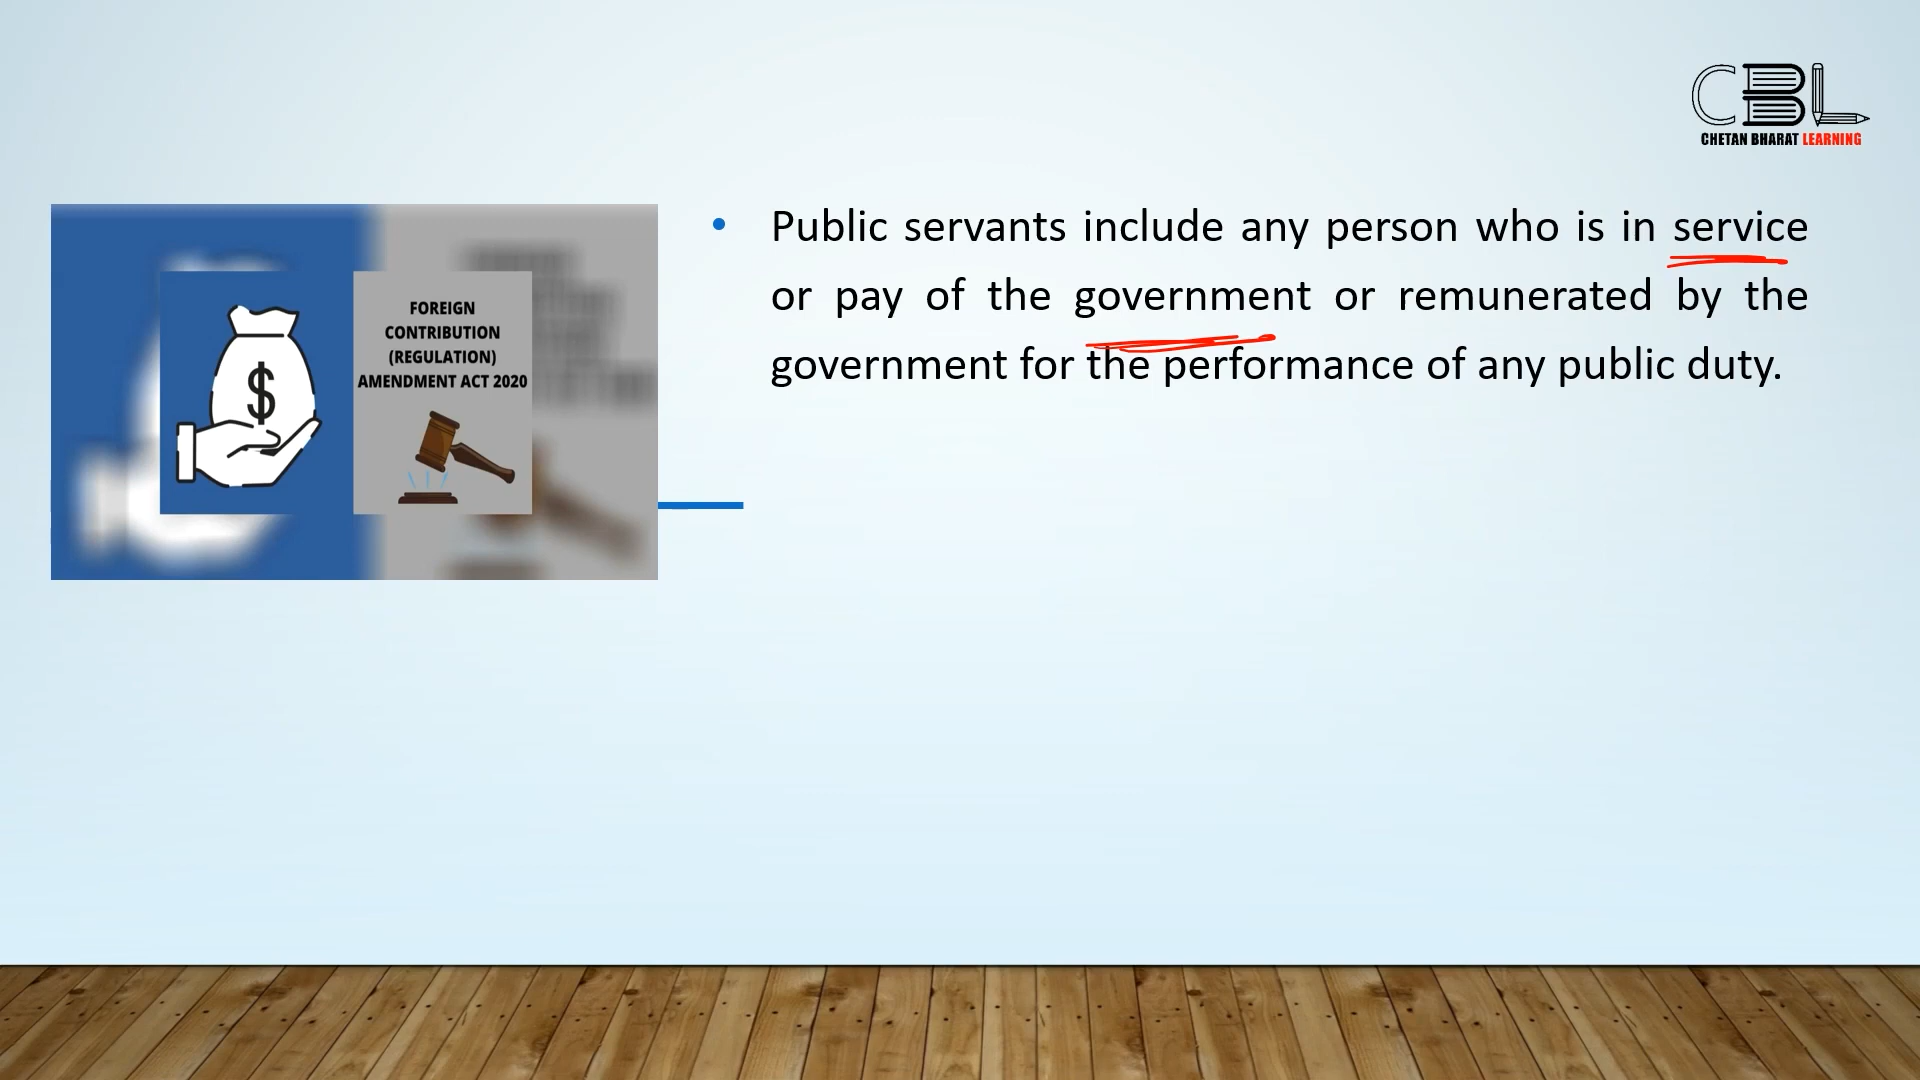 CBL
CHETAN BHARAT LEARNING
FOREIGN
CONTRIBUTION
(REGULATION)
AMENDMENT ACT 2020
$
• Public servants include any person who is in service
or pay of the government or remunerated by the
government for the performance of any public duty.